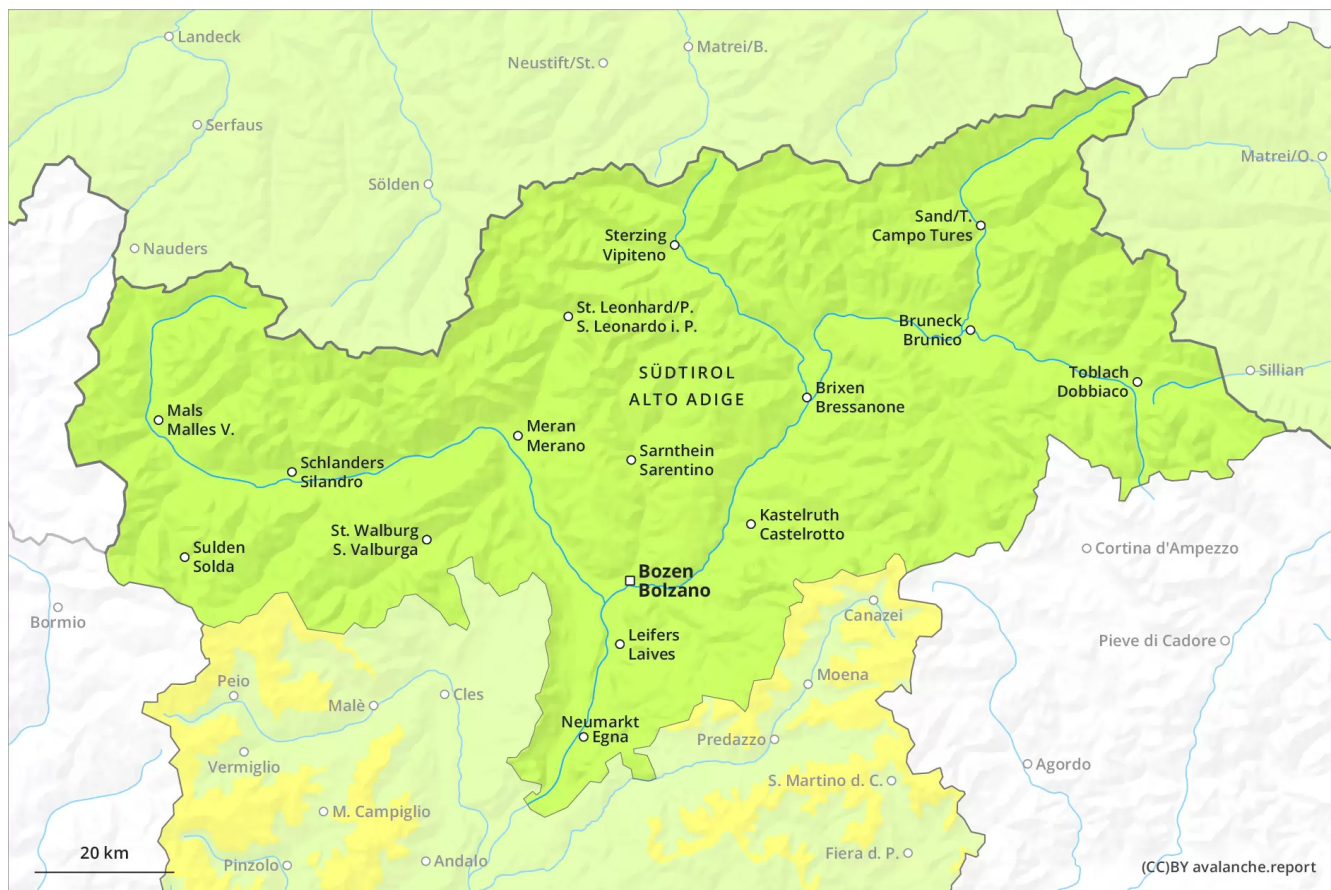 Landeck
Matrei/B.
Neustift/St.
Serfaus
Matrei/O.
Sölden
Sand/T.
Campo Tures
Sterzing
Vipiteno
Nauders
St. Leonhard/P.
S. Leonardo i. P.
Bruneck
Brunico
Toblach
Dobbiaco
Sillian
SÜDTIROL
ALTO ADIGE
Brixen
Bressanone
Mals
Malles V.
Meran
Merano
Sarnthein
Sarentino
Schlanders
Silandro
Kastelruth
Castelrotto
St. Walburg
S. Valburga
Sulden
Solda
Cortina d'Ampezzo
Bozen
Bolzano
Bormio
Canazei
Leifers
Laives
Pieve di Cadore
Peio
Moena
Cles
Malè
Neumarkt
Egna
Predazzo
Vermiglio
Agordo
S. Martino d. C.
M. Campiglio
20 km
Andalo
Fiera d. P.
Pinzolo
(CC)BY avalanche.report